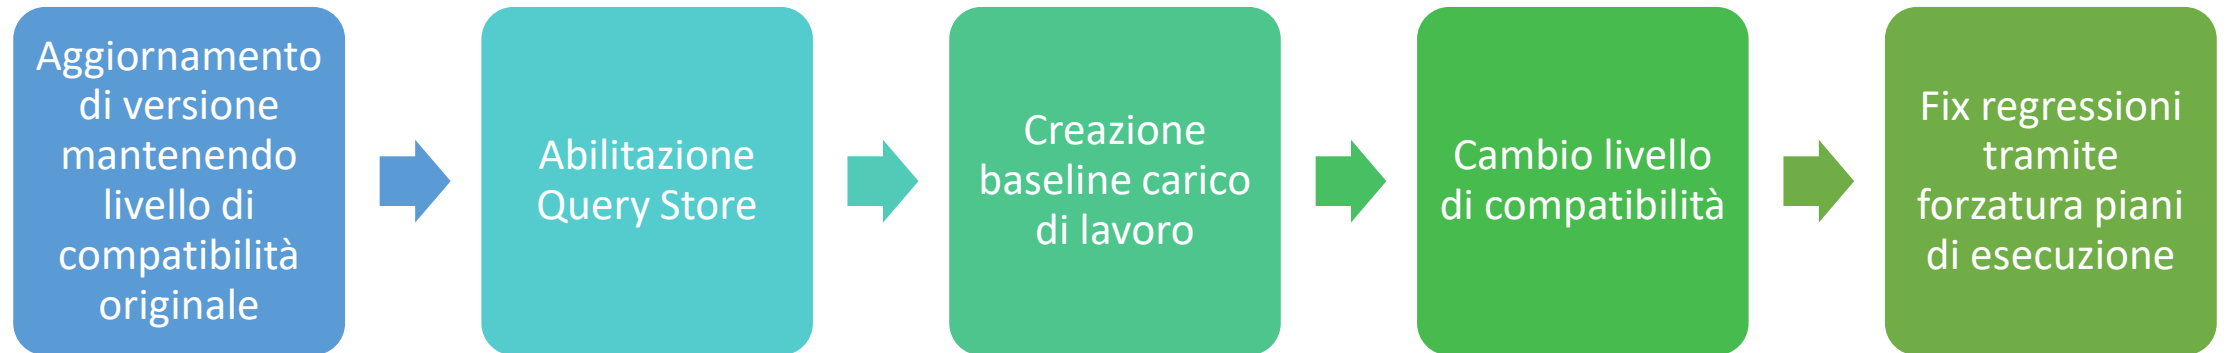 Aggiornamento
di versione
mantenendo
livello di
compatibilità
originale
Abilitazione
Query Store
Creazione
baseline carico
di lavoro
Cambio livello
di compatibilità
Fix regressioni
tramite
forzatura piani
di esecuzione